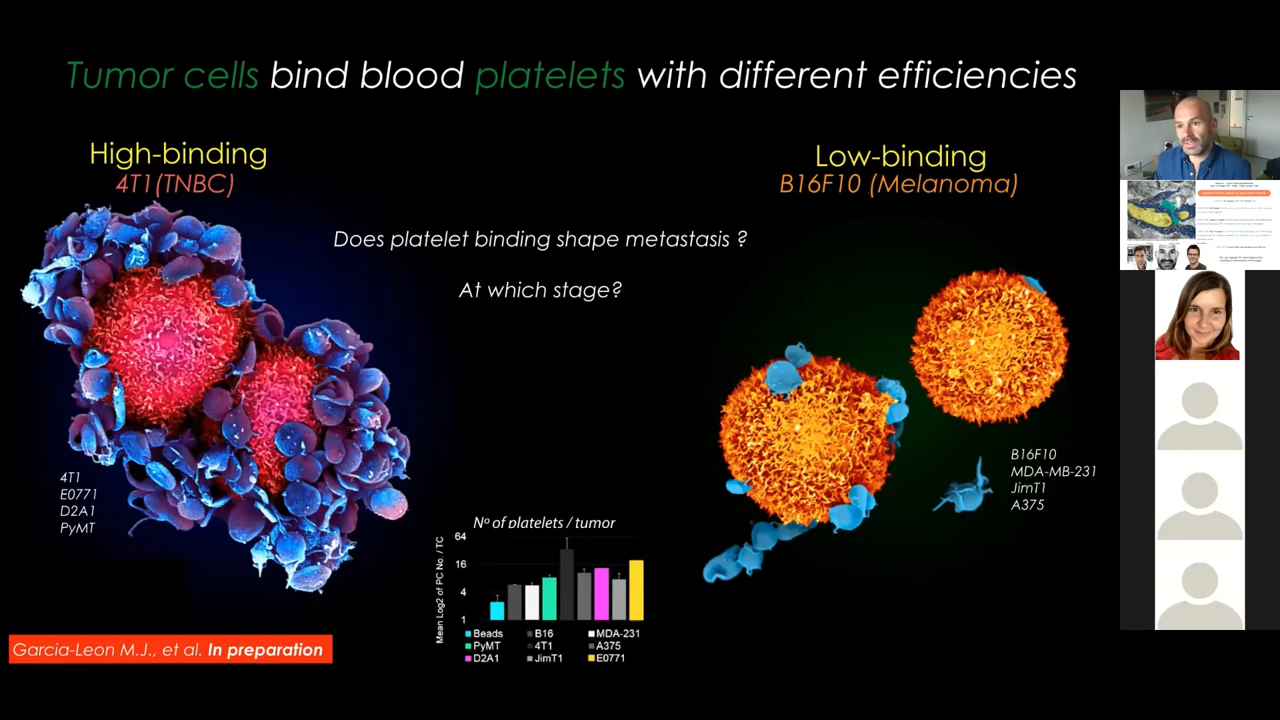 Tumor cells bind blood platelets with different efficiencies
High-binding
4T1(TNBC)
Low-binding
B16F10 (Melanoma)
Does platelet binding shape metastasis ?
At which stage?
4T1
E0771
D2A1
PyMT
B16F10
MDA-MB-231
JimT1
A375
Nº of platelets / tumor
Mean Log2 of PC No. / TC
64
16
4
1
Beads B16 MDA-231
PyMT 4T1 A375
D2A1 JimT1 E0771
Garcia-Leon M.J., et al. In preparation